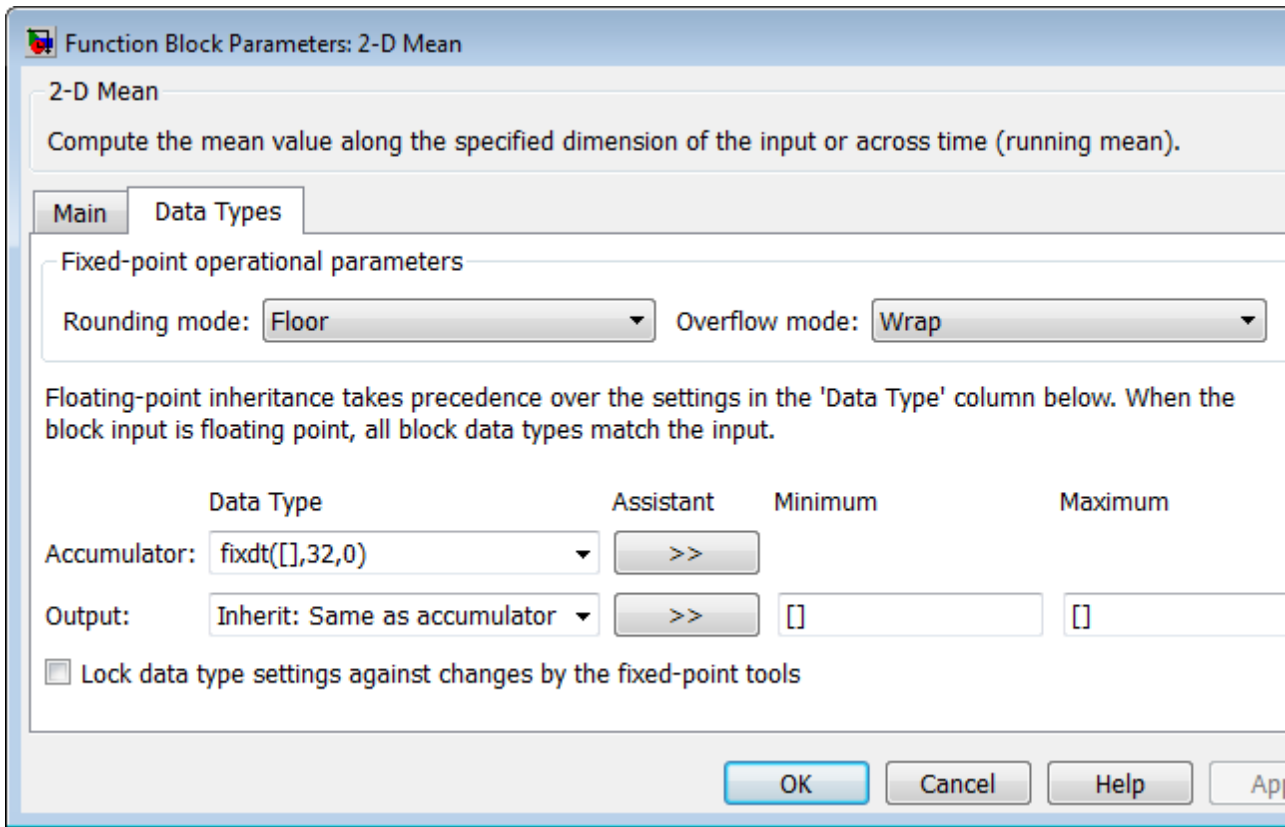 Function Block Parameters: 2-D Mean
2-D Mean
Compute the mean value along the specified dimension of the input or across time (running mean).
Main Data Types
Fixed-point operational parameters
Rounding mode: Floor Overflow mode: Wrap
Floating-point inheritance takes precedence over the settings in the 'Data Type' column below. When the
block input is floating point, all block data types match the input.
Data Type Assistant Minimum Maximum
Accumulator: fixdt([],32,0) >>
Output: Inherit: Same as accumulator >> [] []
Lock data type settings against changes by the fixed-point tools
OK Cancel Help